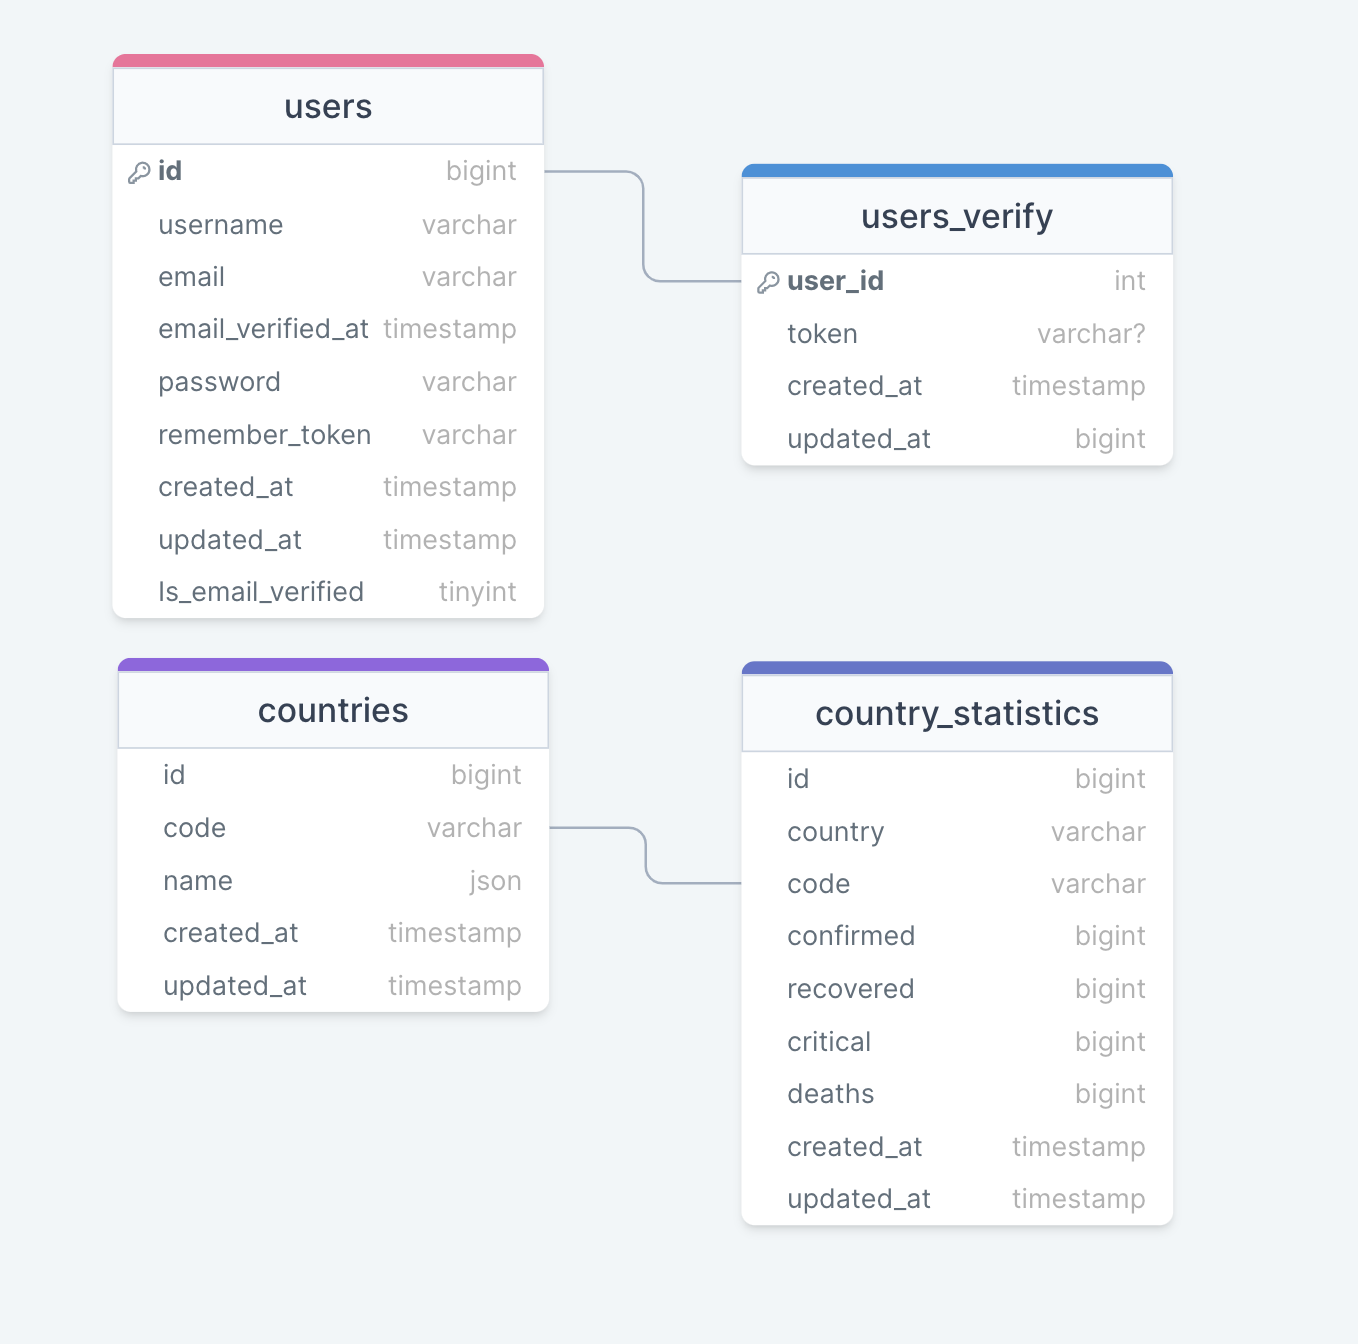 users
id bigint
username varchar
email varchar
email_verified_at timestamp
password varchar
remember_token varchar
created_at timestamp
updated_at timestamp
Is_email_verified tinyint
users_verify
user_id int
token varchar?
created_at timestamp
updated_at bigint
countries
id bigint
code varchar
name json
created_at timestamp
updated_at timestamp
country_statistics
id bigint
country varchar
code varchar
confirmed bigint
recovered bigint
critical bigint
deaths bigint
created_at timestamp
updated_at timestamp